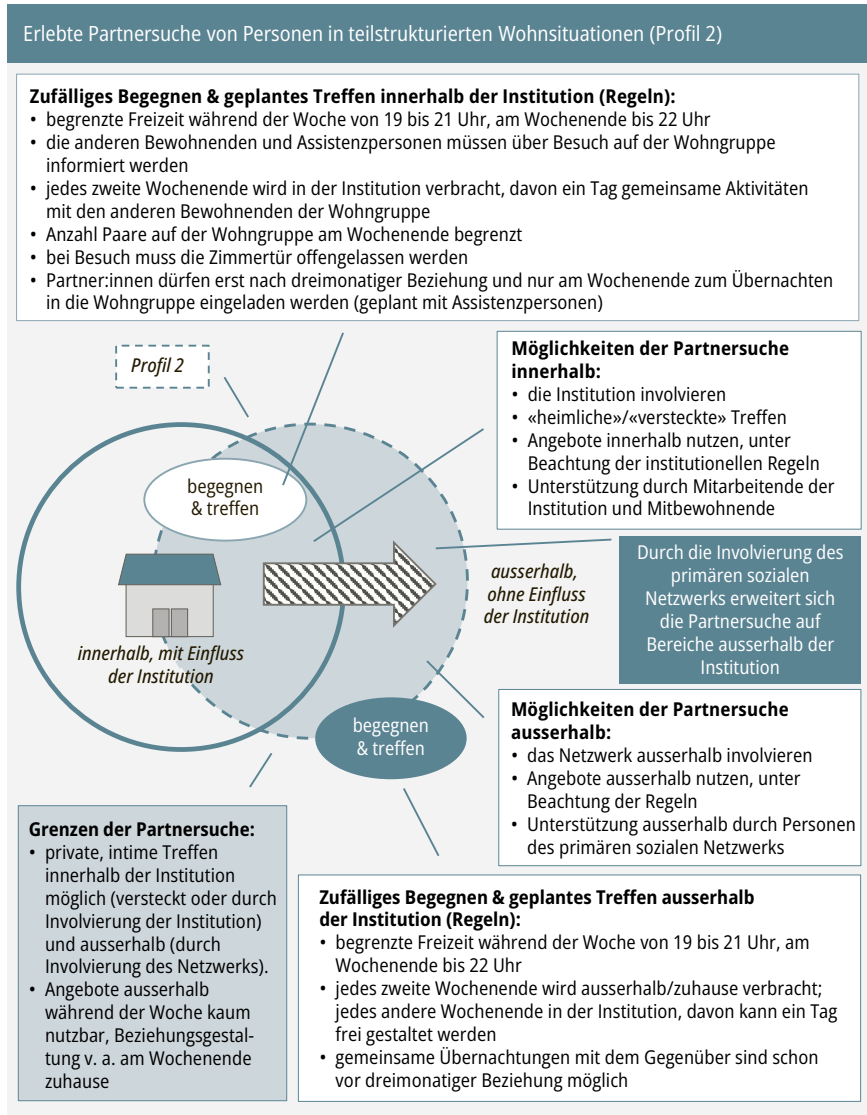 Erlebte Partnersuche von Personen in teilstrukturierten Wohnsituationen (Profil 2)
Zufälliges Begegnen & geplantes Treffen innerhalb der Institution (Regeln):
• begrenzte Freizeit während der Woche von 19 bis 21 Uhr, am Wochenende bis 22 Uhr
• die anderen Bewohnenden und Assistenzpersonen müssen über Besuch auf der Wohngruppe
informiert werden
• jedes zweite Wochenende wird in der Institution verbracht, davon ein Tag gemeinsame Aktivitäten
mit den anderen Bewohnenden der Wohngruppe
• Anzahl Paare auf der Wohngruppe am Wochenende begrenzt
• bei Besuch muss die Zimmertür offengelassen werden
• Partner:innen dürfen erst nach dreimonatiger Beziehung und nur am Wochenende zum Übernachten
in die Wohngruppe eingeladen werden (geplant mit Assistenzpersonen)
Profil 2
Möglichkeiten der Partnersuche
innerhalb:
• die Institution involvieren
• «heimliche»/«versteckte» Treffen
• Angebote innerhalb nutzen, unter
Beachtung der institutionellen Regeln
• Unterstützung durch Mitarbeitende der
Institution und Mitbewohnende
begegnen
& treffen
innerhalb, mit Einfluss
der Institution
ausserhalb,
ohne Einfluss
der Institution
Durch die Involvierung des
primären sozialen
Netzwerks erweitert sich
die Partnersuche auf
Bereiche ausserhalb der
Institution
begegnen
& treffen
Möglichkeiten der Partnersuche
ausserhalb:
• das Netzwerk ausserhalb involvieren
• Angebote ausserhalb nutzen, unter
Beachtung der Regeln
• Unterstützung ausserhalb durch Personen
des primären sozialen Netzwerks
Grenzen der Partnersuche:
• private, intime Treffen
innerhalb der Institution
möglich (versteckt oder durch
Involvierung der Institution)
und ausserhalb (durch
Involvierung des Netzwerks).
• Angebote ausserhalb
während der Woche kaum
nutzbar, Beziehungsgestal-
tung v. a. am Wochenende
zuhause
Zufälliges Begegnen & geplantes Treffen ausserhalb
der Institution (Regeln):
• begrenzte Freizeit während der Woche von 19 bis 21 Uhr, am
Wochenende bis 22 Uhr
• jedes zweite Wochenende wird ausserhalb/zuhause verbracht;
jedes andere Wochenende in der Institution, davon kann ein Tag
frei gestaltet werden
• gemeinsame Übernachtungen mit dem Gegenüber sind schon
vor dreimonatiger Beziehung möglich